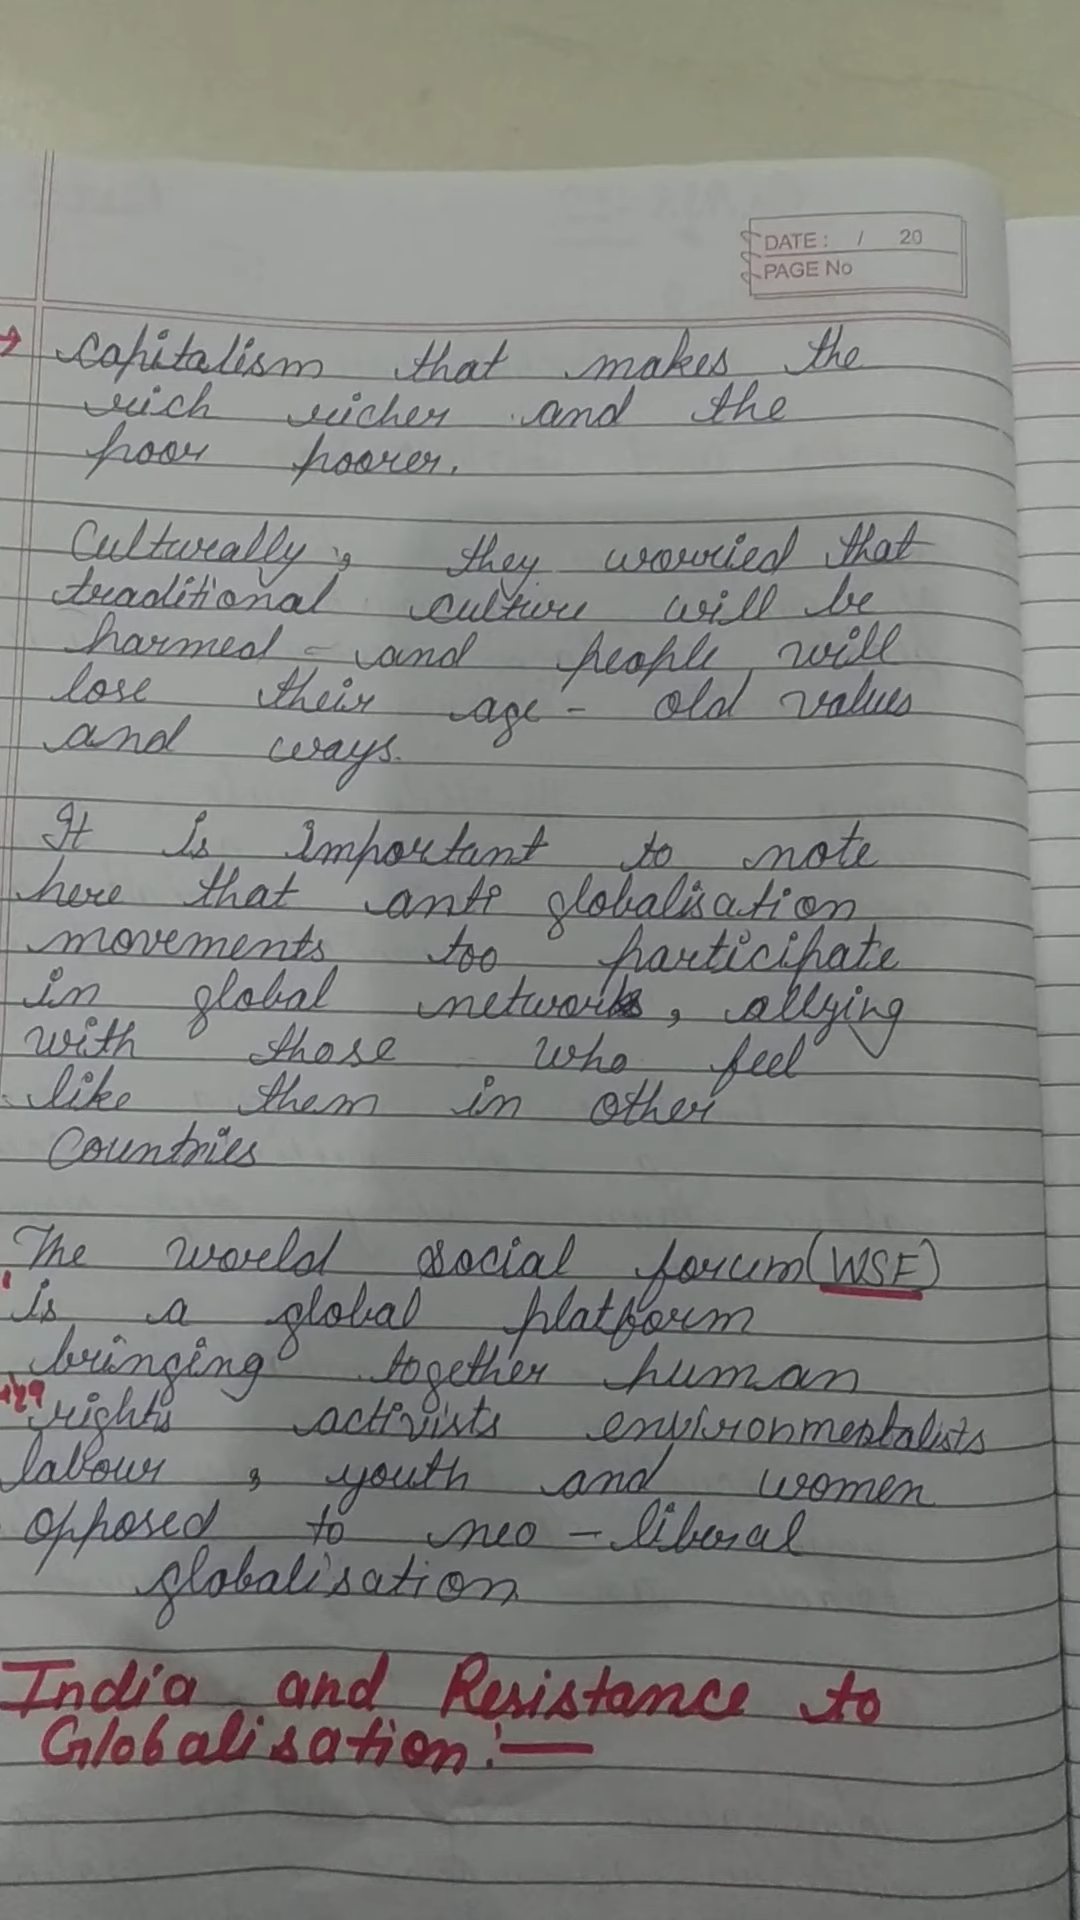 DATE: / 20
PAGE No
→ capitalism that makes the
rich richer and the
poor poorer.
Culturally, they worried that
traditional culture will be
harmed - and people will
lose their age - old values
and ways.
It is important to note
here that anti globalisation
movements too participate
in global networks, allying
with those who feel
like them in other
Countries
The world social forum (WSF)
is a global platform
bringing together human
rights activists environmentalists
labour, youth and women
opposed to neo - liberal
globalisation
India and Resistance to
Globalisation:—